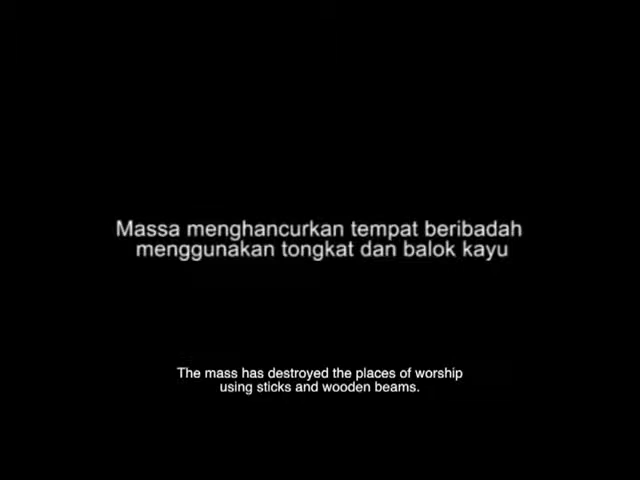 Massa menghancurkan tempat beribadah
menggunakan tongkat dan balok kayu
The mass has destroyed the places of worship
using sticks and wooden beams.